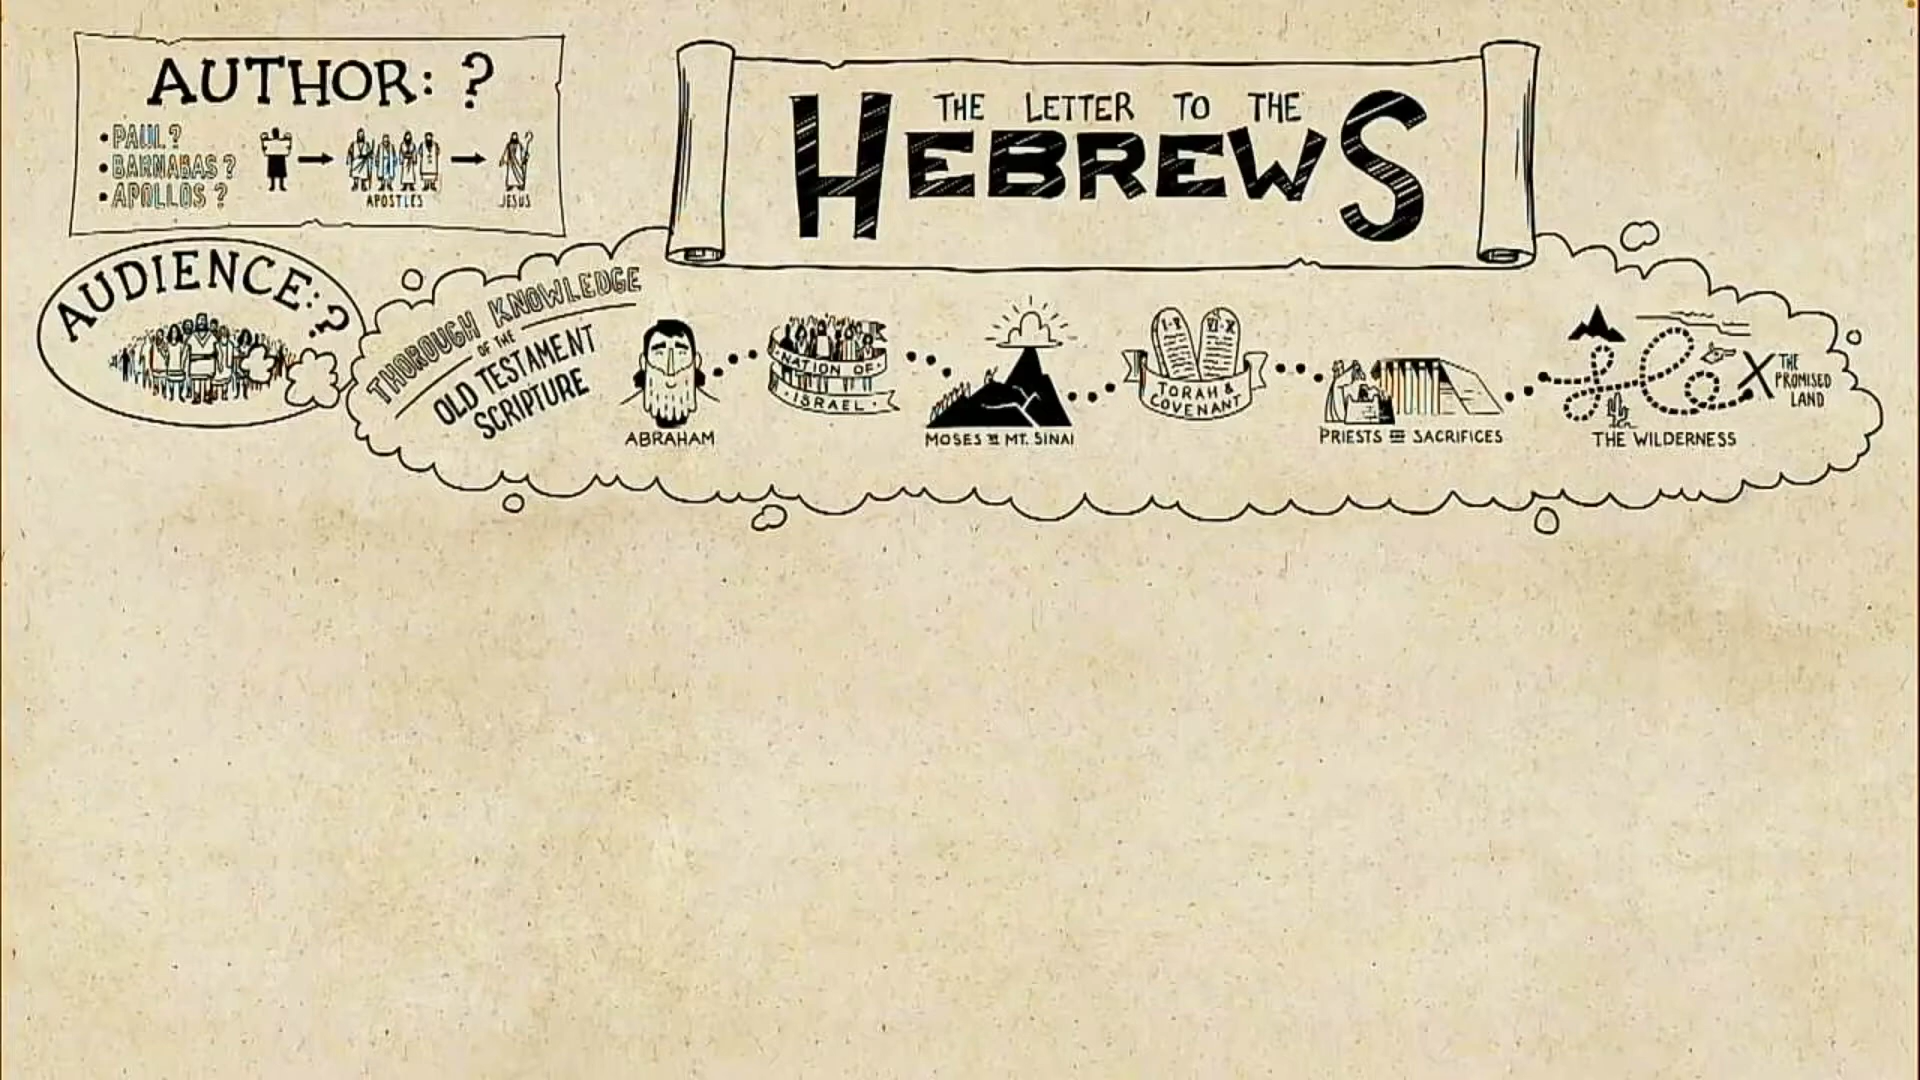 AUTHOR: ?
• PAUL ?
• BARNABAS ?
• APOLLOS ?
APOSTLES
JESUS
THE LETTER TO THE
HEBREWS
AUDIENCE: ?
THOROUGH KNOWLEDGE
OF THE
OLD TESTAMENT
SCRIPTURE
ABRAHAM
NATION OF
ISRAEL
MOSES & MT. SINAI
I-V VI-X
TORAH &
COVENANT
PRIESTS & SACRIFICES
THE
PROMISED
LAND
THE WILDERNESS